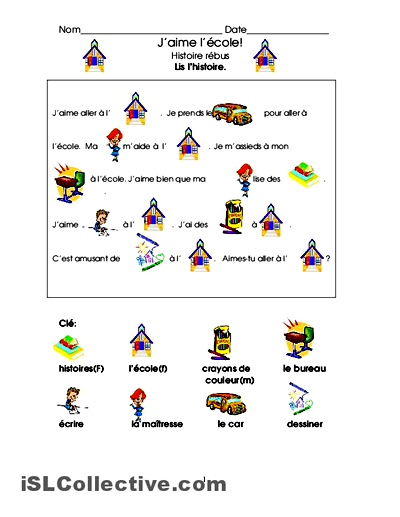 Nom Date
J'aime l'école!
Histoire rébus
Lis l'histoire.
J'aime aller à l' . Je prends le pour aller à
l'école. Ma m'aide à l' . Je m'assieds à mon
à l'école. J'aime bien que ma lise des .
J'aime à l' . J'ai des à .
C'est amusant de à l' . Aimes-tu aller à l' ?
Clé:
histoires(F) l'école(f) crayons de couleur(m) le bureau
écrire la maîtresse le car dessiner
iSLCollective.com